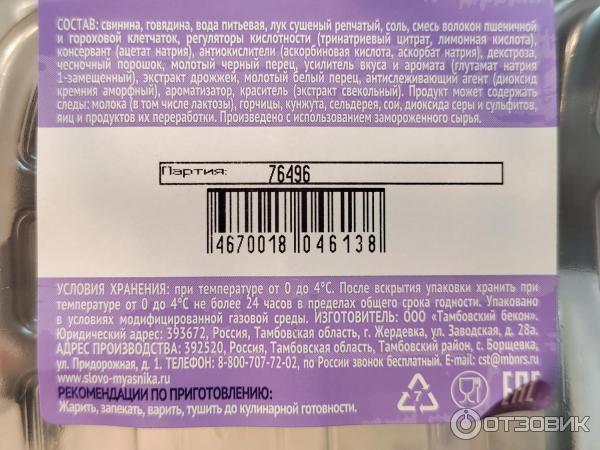 СОСТАВ: свинина, говядина, вода питьевая, лук сушеный репчатый, соль, смесь волокон пшеничной
и гороховой клетчаток, регуляторы кислотности (тринатриевый цитрат, лимонная кислота),
консервант (ацетат натрия), антиокислители (аскорбиновая кислота, аскорбат натрия), декстроза,
чесночный порошок, молотый черный перец, усилитель вкуса и аромата (глутамат натрия
1-замещенный), экстракт дрожжей, молотый белый перец, антислеживающий агент (диоксид
кремния аморфный), ароматизатор, краситель (экстракт свекольный). Продукт может содержать
следы: молока (в том числе лактозы), горчицы, кунжута, сельдерея, сои, диоксида серы и сульфитов,
яиц и продуктов их переработки. Произведено с использованием замороженного сырья.
Партия: 76496
4670018 046138
УСЛОВИЯ ХРАНЕНИЯ: при температуре от 0 до 4°С. После вскрытия упаковки хранить при
температуре от 0 до 4°С не более 24 часов в пределах общего срока годности. Упаковано
в условиях модифицированной газовой среды. ИЗГОТОВИТЕЛЬ: ООО «Тамбовский бекон».
Юридический адрес: 393672, Россия, Тамбовская область, г. Жердевка, ул. Заводская, д. 28а.
АДРЕС ПРОИЗВОДСТВА: 392520, Россия, Тамбовская область, Тамбовский район, с. Борщевка,
ул. Придорожная, д. 1. ТЕЛЕФОН: 8-800-707-72-02, по России звонок бесплатный. E-mail: cst@mbnrs.ru
www.slovo-myasnika.ru
РЕКОМЕНДАЦИИ ПО ПРИГОТОВЛЕНИЮ:
Жарить, запекать, варить, тушить до кулинарной готовности.
7
EAC
ОТЗОВИК